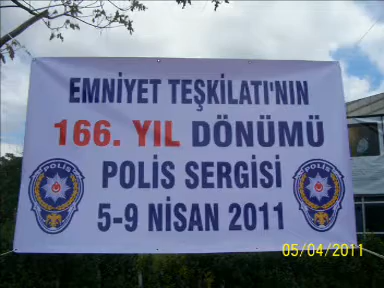 EMNİYET TEŞKİLATI'NIN
166. YIL DÖNÜMÜ
POLİS SERGİSİ
5-9 NİSAN 2011
POLİS
POLİS
05/04/2011